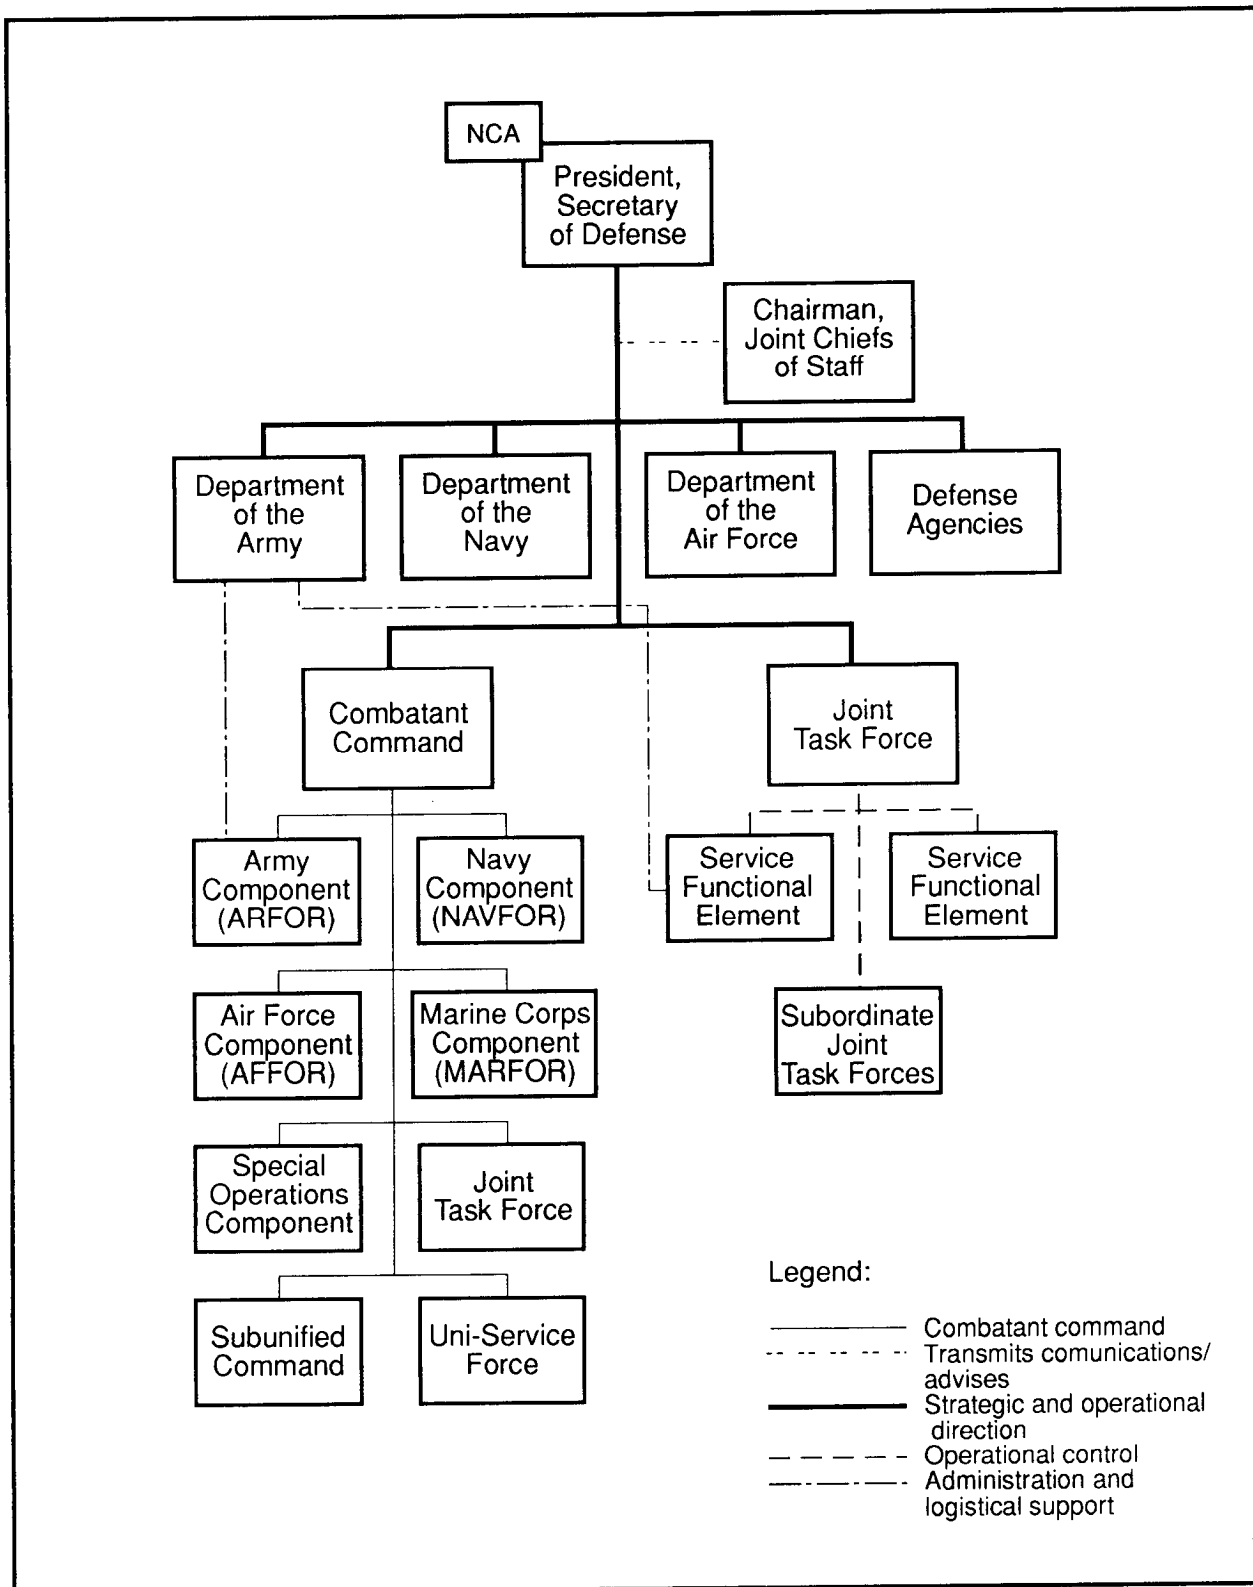 NCA
President,
Secretary
of Defense
Chairman,
Joint Chiefs
of Staff
Department
of the
Army
Department
of the
Navy
Department
of the
Air Force
Defense
Agencies
Combatant
Command
Joint
Task Force
Army
Component
(ARFOR)
Navy
Component
(NAVFOR)
Service
Functional
Element
Service
Functional
Element
Air Force
Component
(AFFOR)
Marine Corps
Component
(MARFOR)
Subordinate
Joint
Task Forces
Special
Operations
Component
Joint
Task Force
Subunified
Command
Uni-Service
Force
Legend:
Combatant command
Transmits comunications/
advises
Strategic and operational
direction
Operational control
Administration and
logistical support